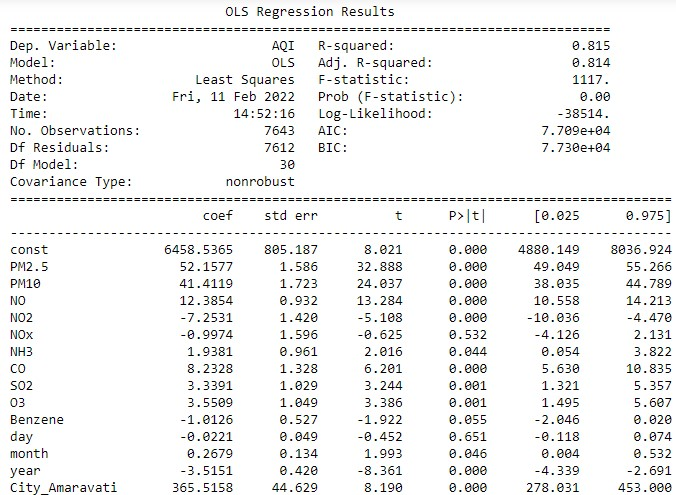 OLS Regression Results
==============================================================================
Dep. Variable: AQI R-squared: 0.815
Model: OLS Adj. R-squared: 0.814
Method: Least Squares F-statistic: 1117.
Date: Fri, 11 Feb 2022 Prob (F-statistic): 0.00
Time: 14:52:16 Log-Likelihood: -38514.
No. Observations: 7643 AIC: 7.709e+04
Df Residuals: 7612 BIC: 7.730e+04
Df Model: 30
Covariance Type: nonrobust
==============================================================================
coef std err t P>|t| [0.025 0.975]
------------------------------------------------------------------------------
const 6458.5365 805.187 8.021 0.000 4880.149 8036.924
PM2.5 52.1577 1.586 32.888 0.000 49.049 55.266
PM10 41.4119 1.723 24.037 0.000 38.035 44.789
NO 12.3854 0.932 13.284 0.000 10.558 14.213
NO2 -7.2531 1.420 -5.108 0.000 -10.036 -4.470
NOx -0.9974 1.596 -0.625 0.532 -4.126 2.131
NH3 1.9381 0.961 2.016 0.044 0.054 3.822
CO 8.2328 1.328 6.201 0.000 5.630 10.835
SO2 3.3391 1.029 3.244 0.001 1.321 5.357
O3 3.5509 1.049 3.386 0.001 1.495 5.607
Benzene -1.0126 0.527 -1.922 0.055 -2.046 0.020
day -0.0221 0.049 -0.452 0.651 -0.118 0.074
month 0.2679 0.134 1.993 0.046 0.004 0.532
year -3.5151 0.420 -8.361 0.000 -4.339 -2.691
City_Amaravati 365.5158 44.629 8.190 0.000 278.031 453.000